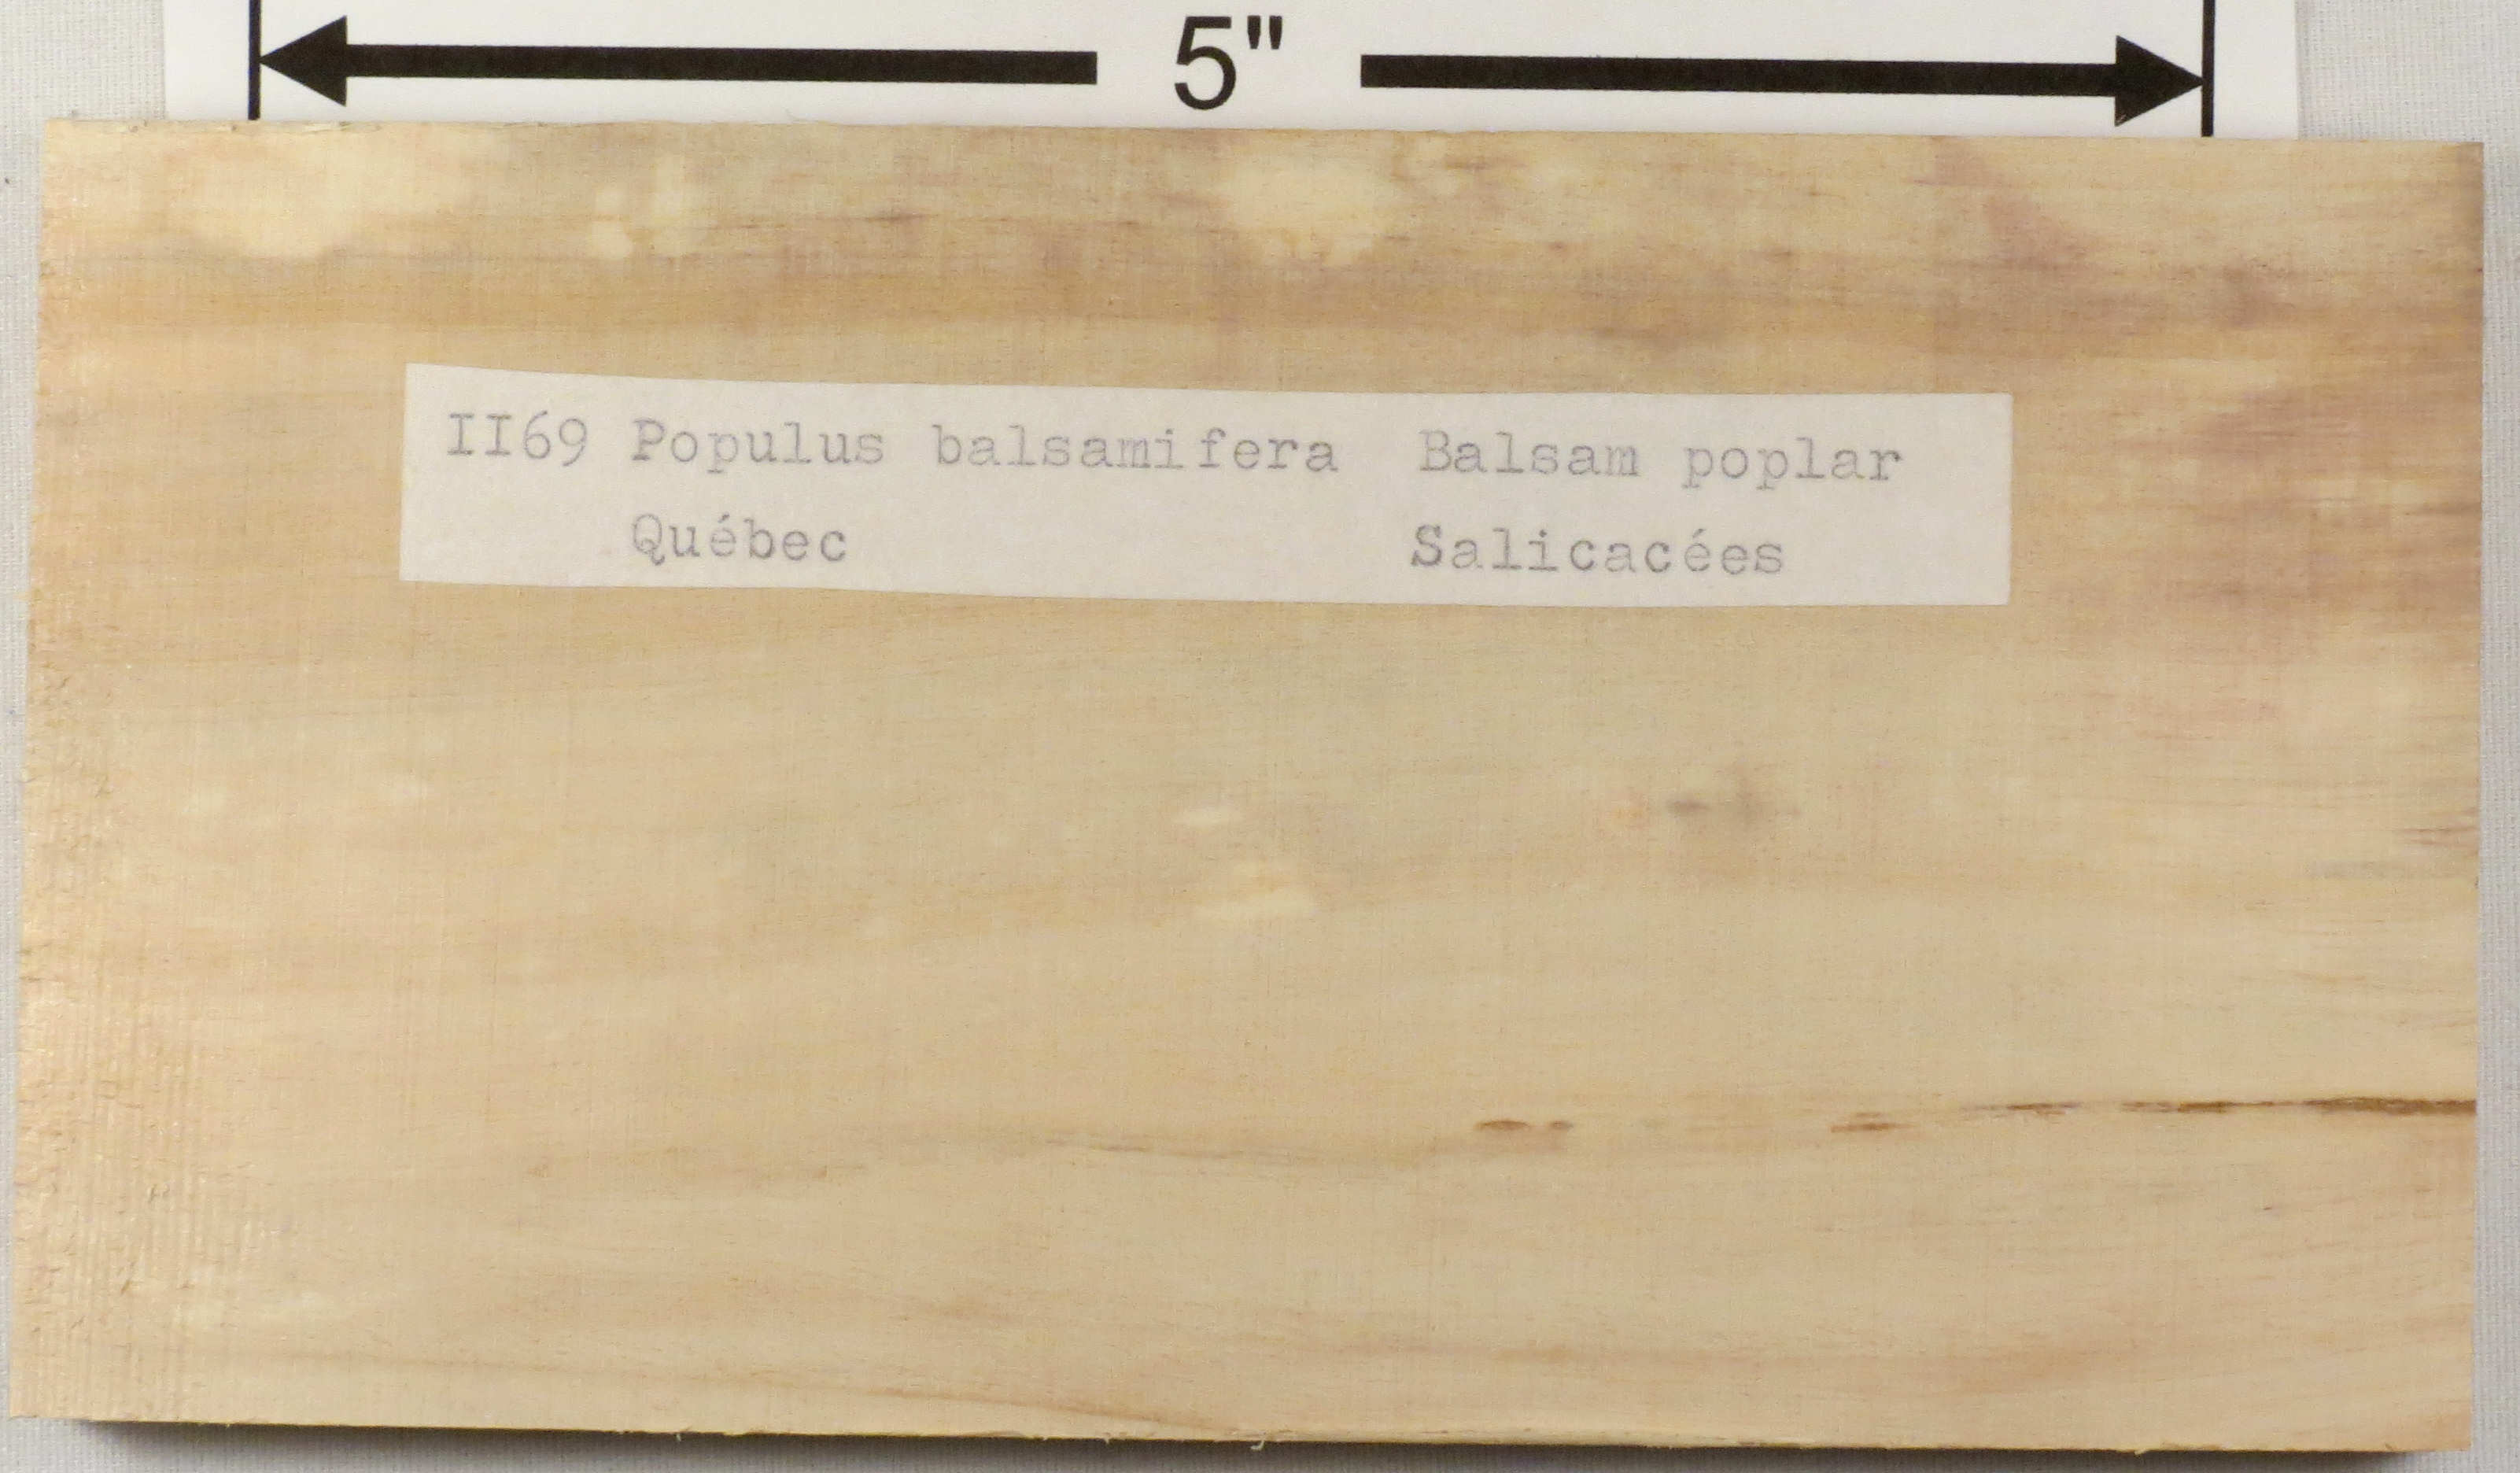 5"
II69 Populus balsamifera Balsam poplar
Québec Salicacées